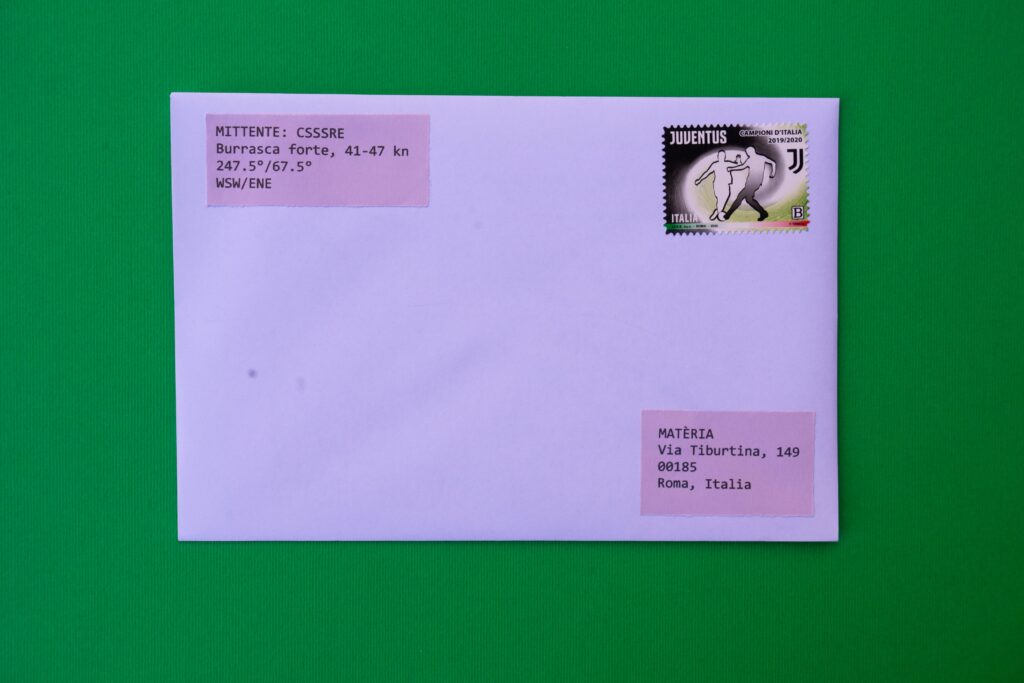 MITTENTE: CSSSRE
Burrasca forte, 41-47 kn
247.5°/67.5°
WSW/ENE
JUVENTUS
CAMPIONI D'ITALIA
2019/2020
ITALIA
B
MATÈRIA
Via Tiburtina, 149
00185
Roma, Italia